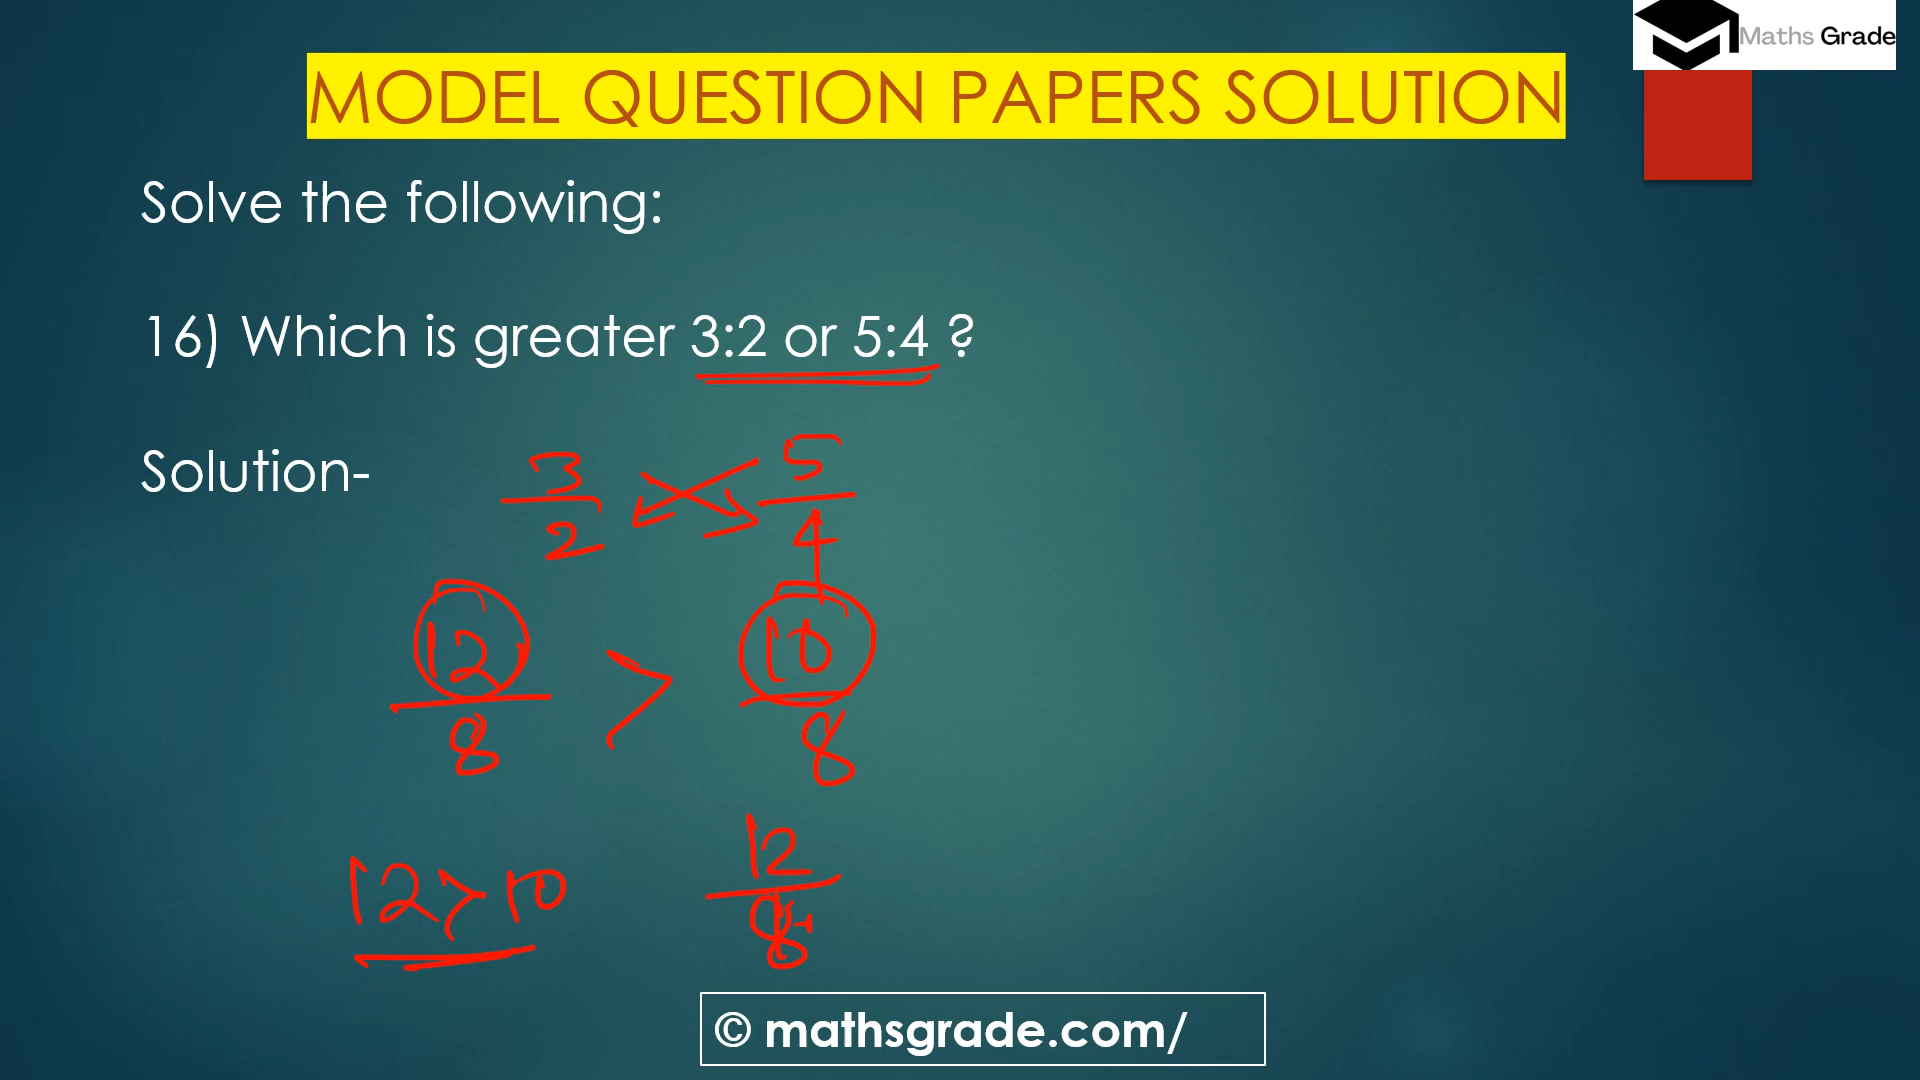 Maths Grade
MODEL QUESTION PAPERS SOLUTION
Solve the following:
16) Which is greater 3:2 or 5:4 ?
Solution-
3 5
2 4
12 > 10
8 8
12
12>10
8
© mathsgrade.com/